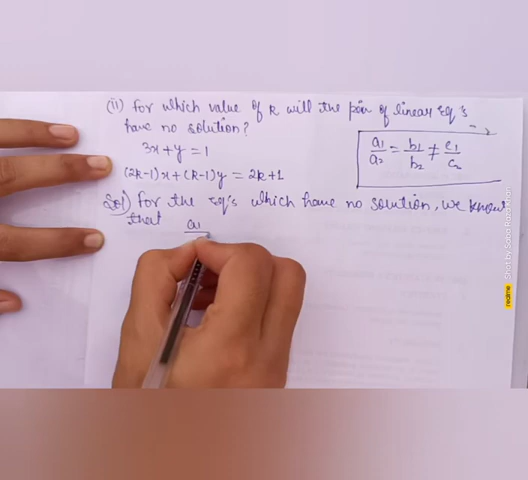 (ii) For which value of k will the pair of linear eq's
have no solution?
3x + y = 1
(2k-1)x + (k-1)y = 2k+1
a1/a2 = b1/b2 ≠ c1/c2
Sol) For the eq's which have no solution, we know
that a1
realme Shot by Saba